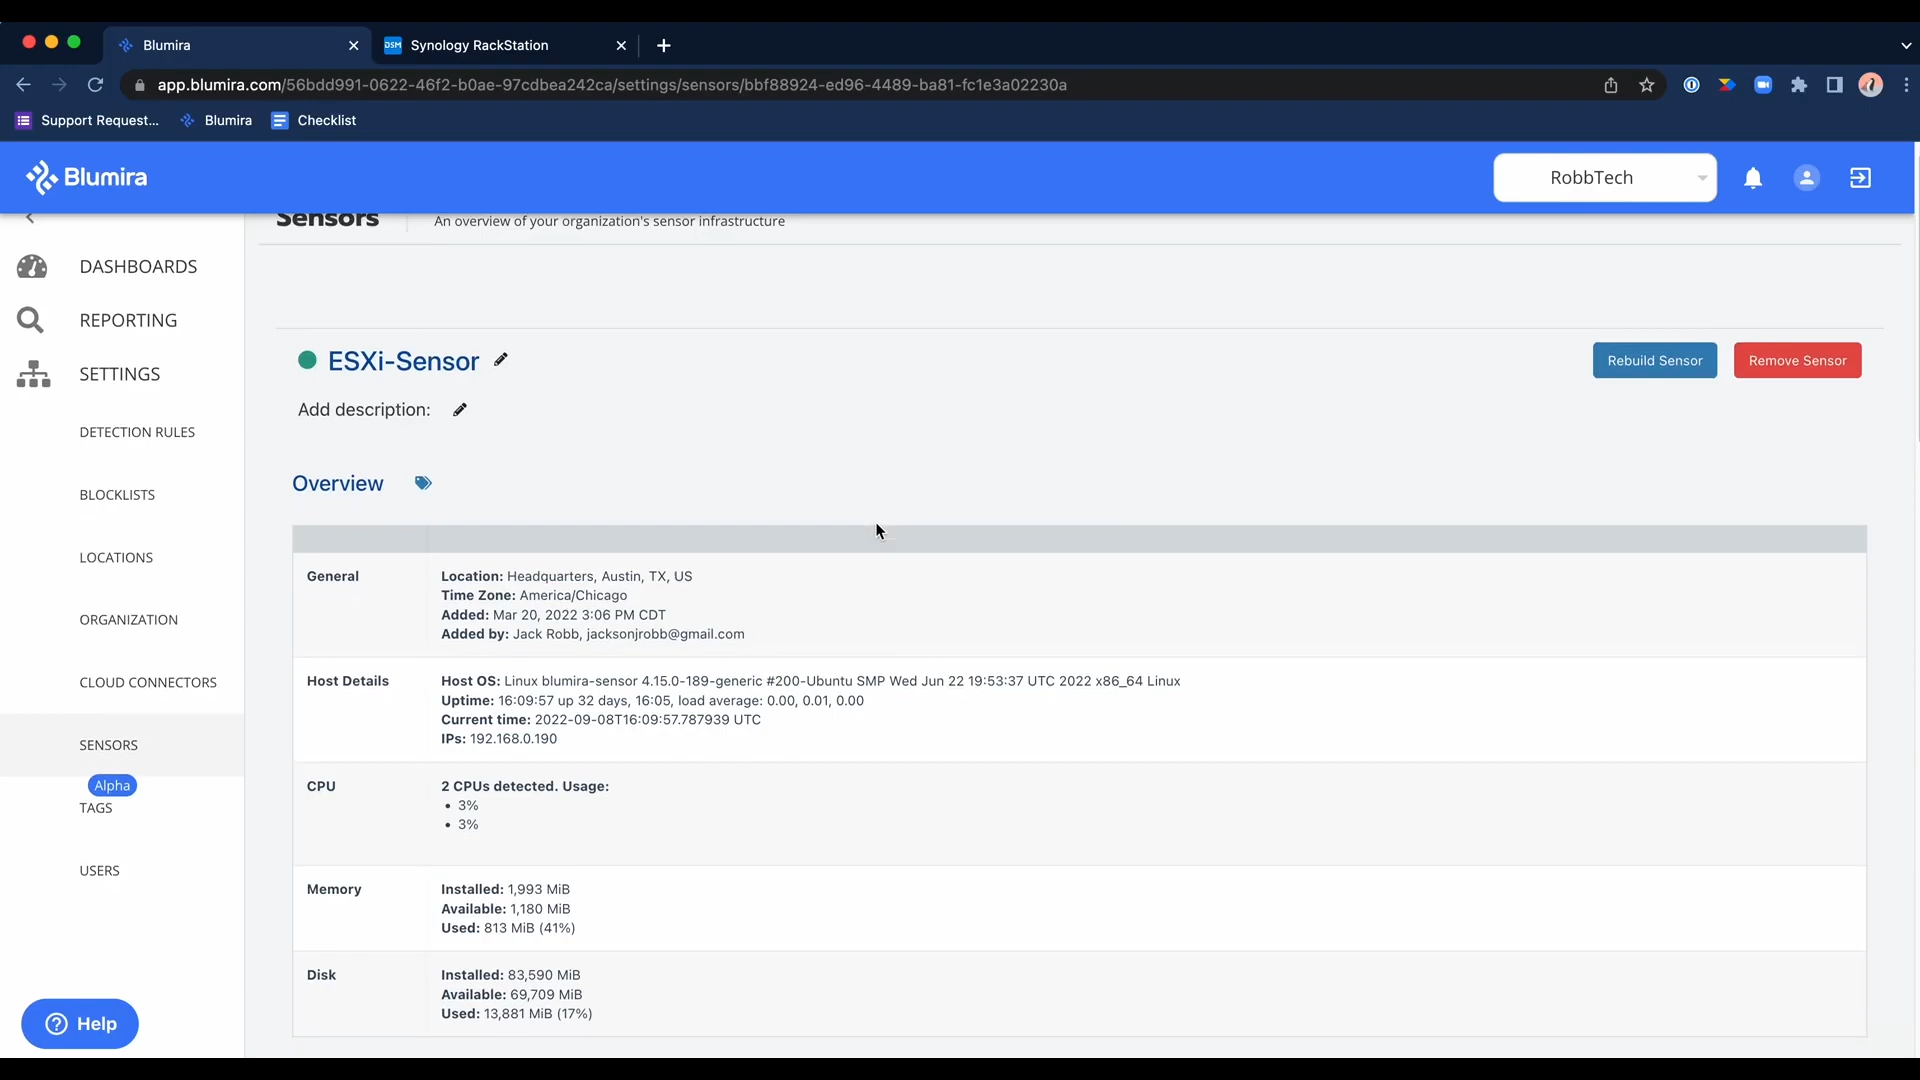 Blumira
DSM Synology RackStation
app.blumira.com/56bdd991-0622-46f2-b0ae-97cdbea242ca/settings/sensors/bbf88924-ed96-4489-ba81-fc1e3a02230a
Support Request...
Blumira
Checklist
Blumira
RobbTech
Sensors
An overview of your organization's sensor infrastructure
DASHBOARDS
REPORTING
SETTINGS
DETECTION RULES
BLOCKLISTS
LOCATIONS
ORGANIZATION
CLOUD CONNECTORS
SENSORS
Alpha
TAGS
USERS
Help
ESXi-Sensor
Rebuild Sensor
Remove Sensor
Add description:
Overview
General
Location: Headquarters, Austin, TX, US
Time Zone: America/Chicago
Added: Mar 20, 2022 3:06 PM CDT
Added by: Jack Robb, jacksonjrobb@gmail.com
Host Details
Host OS: Linux blumira-sensor 4.15.0-189-generic #200-Ubuntu SMP Wed Jun 22 19:53:37 UTC 2022 x86_64 Linux
Uptime: 16:09:57 up 32 days, 16:05, load average: 0.00, 0.01, 0.00
Current time: 2022-09-08T16:09:57.787939 UTC
IPs: 192.168.0.190
CPU
2 CPUs detected. Usage:
• 3%
• 3%
Memory
Installed: 1,993 MiB
Available: 1,180 MiB
Used: 813 MiB (41%)
Disk
Installed: 83,590 MiB
Available: 69,709 MiB
Used: 13,881 MiB (17%)